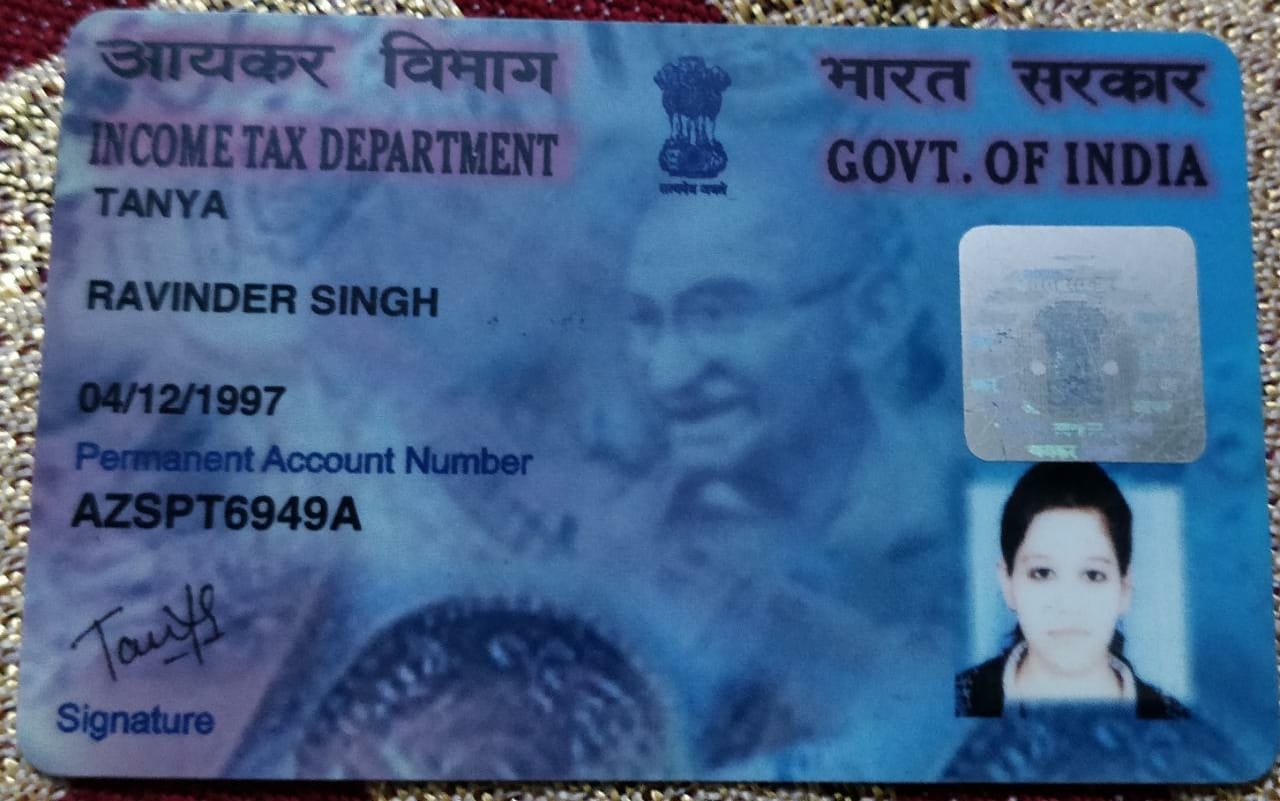 आयकर विभाग
भारत सरकार
INCOME TAX DEPARTMENT
GOVT. OF INDIA
सत्यमेव जयते
TANYA
RAVINDER SINGH
04/12/1997
Permanent Account Number
AZSPT6949A
Tanya
Signature